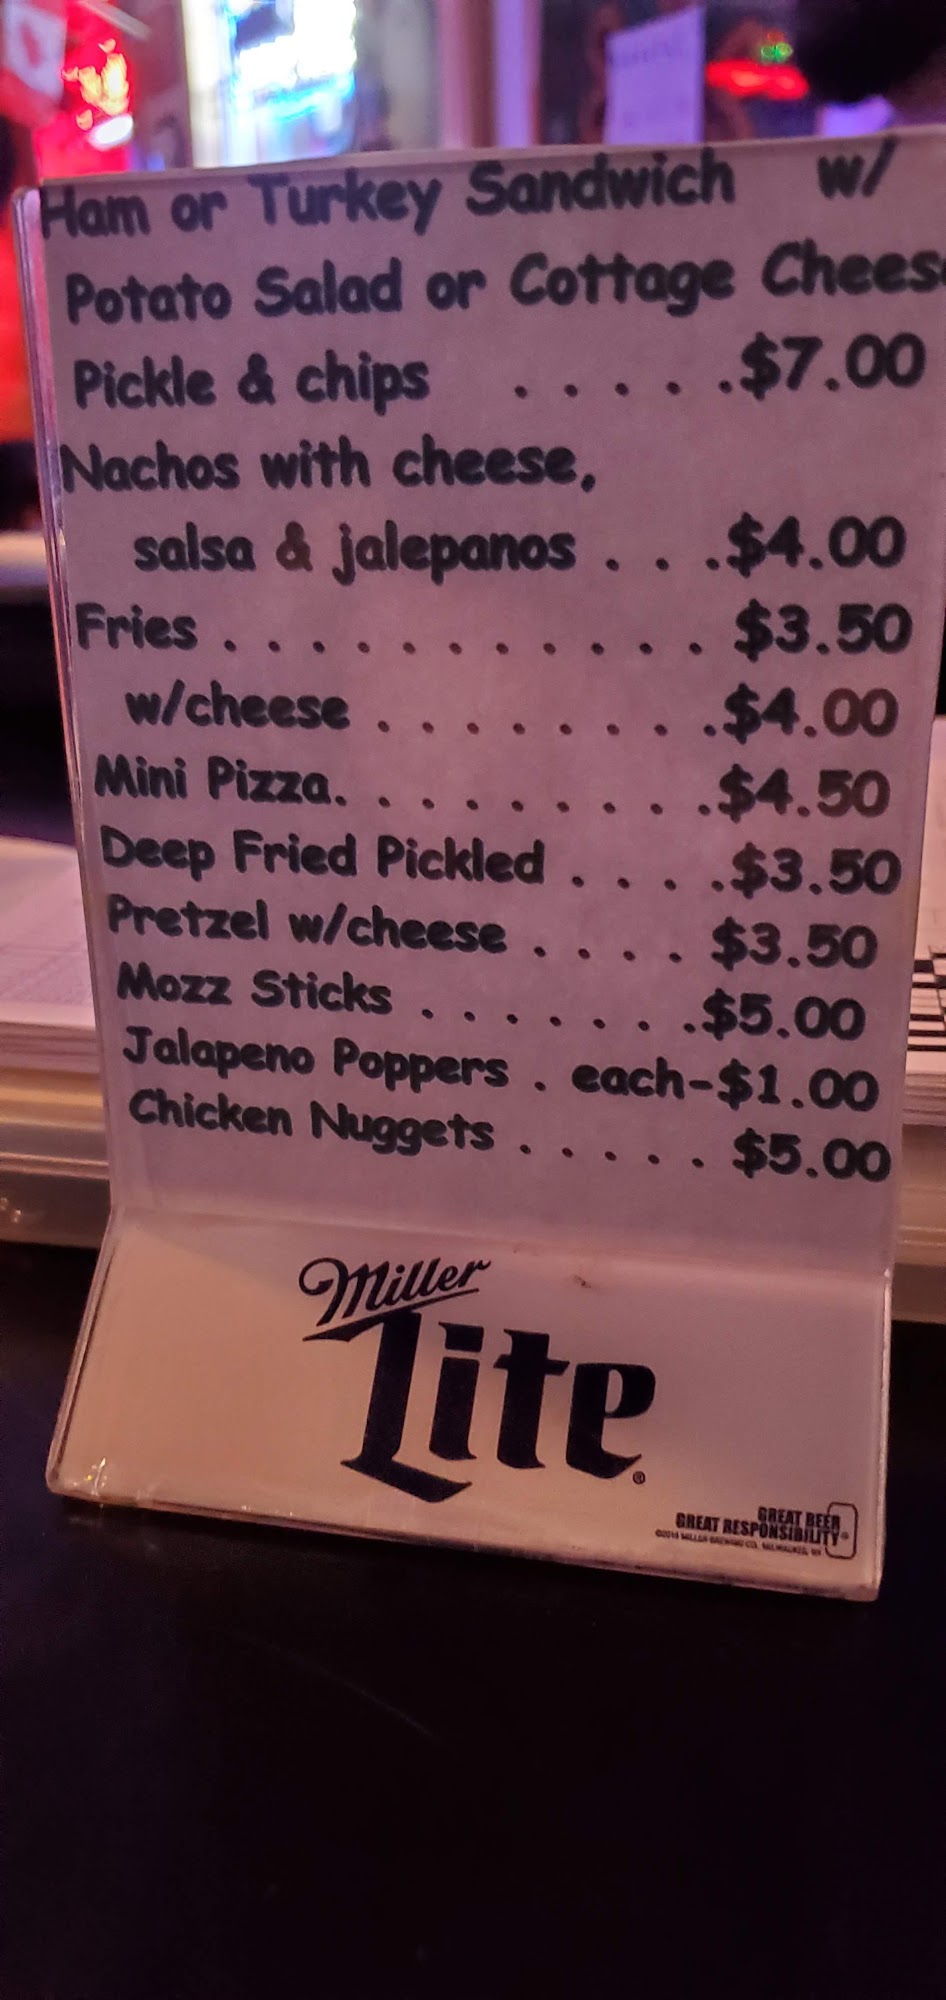 Ham or Turkey Sandwich w/
Potato Salad or Cottage Chees
Pickle & chips . . . . .$7.00
Nachos with cheese,
salsa & jalepanos . . .$4.00
Fries . . . . . . . . . . . $3.50
w/cheese . . . . . . . .$4.00
Mini Pizza. . . . . . . . .$4.50
Deep Fried Pickled . . . .$3.50
Pretzel w/cheese . . . . $3.50
Mozz Sticks . . . . . . .$5.00
Jalapeno Poppers . each-$1.00
Chicken Nuggets . . . . . $5.00
Miller
Lite®
GREAT BEER
GREAT RESPONSIBILITY®